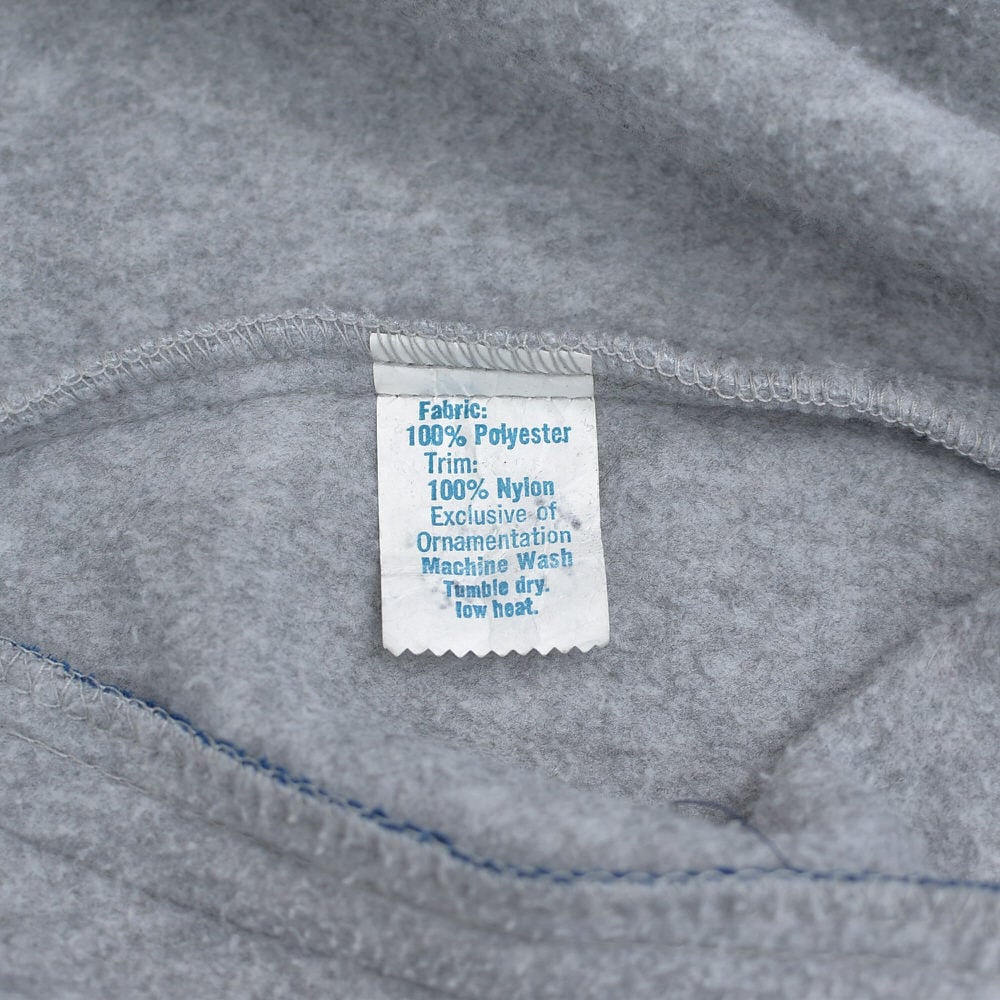 Fabric:
100% Polyester
Trim:
100% Nylon
Exclusive of
Ornamentation
Machine Wash
Tumble dry.
low heat.